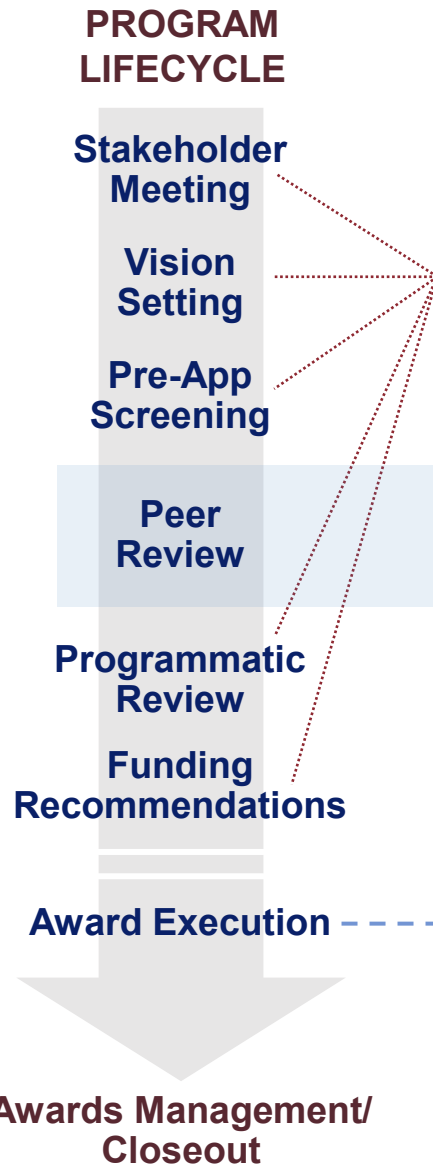 PROGRAM
LIFECYCLE
Stakeholder
Meeting
Vision
Setting
Pre-App
Screening
Peer
Review
Programmatic
Review
Funding
Recommendations
Award Execution
Awards Management/
Closeout